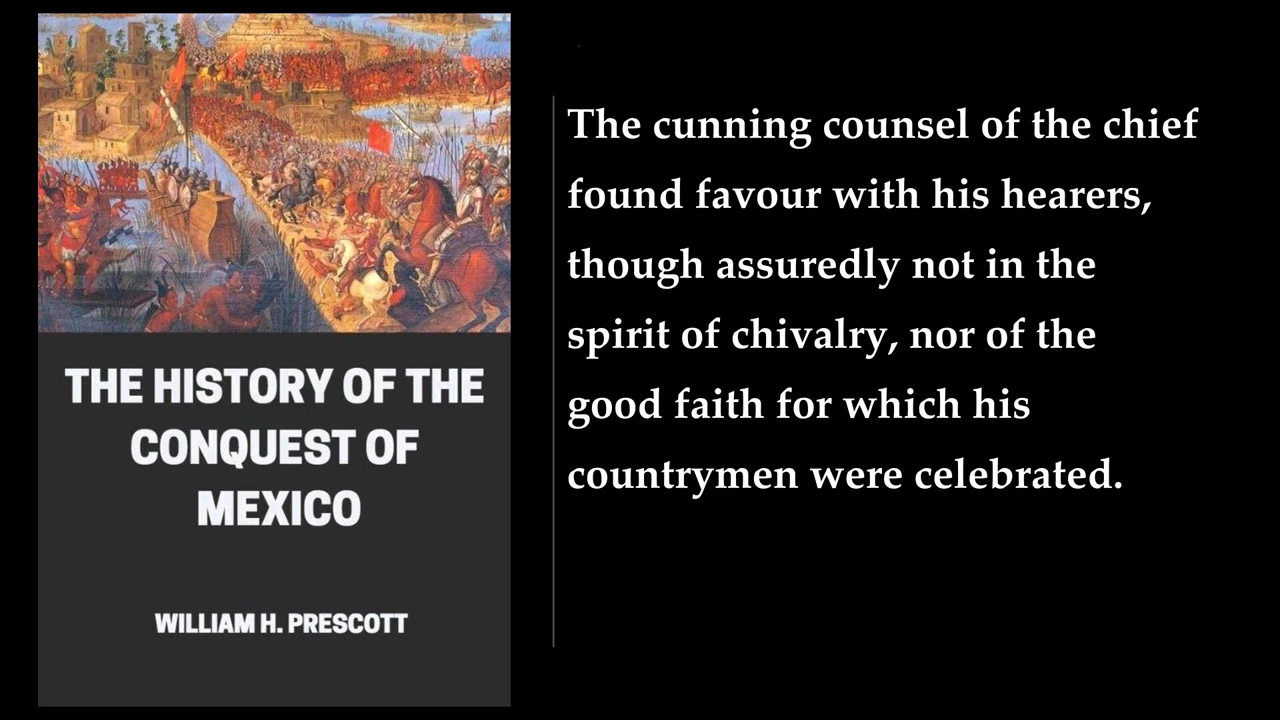 THE HISTORY OF THE
CONQUEST OF
MEXICO
WILLIAM H. PRESCOTT
The cunning counsel of the chief
found favour with his hearers,
though assuredly not in the
spirit of chivalry, nor of the
good faith for which his
countrymen were celebrated.